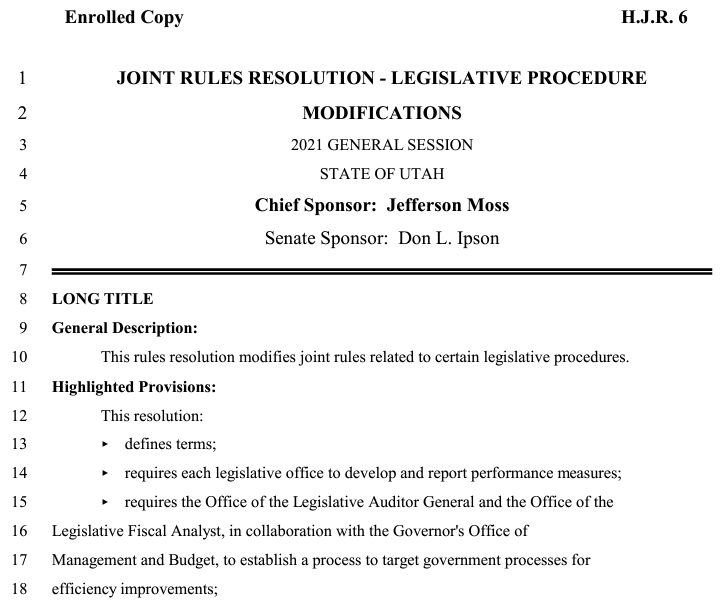 Enrolled Copy H.J.R. 6
1 JOINT RULES RESOLUTION - LEGISLATIVE PROCEDURE
2 MODIFICATIONS
3 2021 GENERAL SESSION
4 STATE OF UTAH
5 Chief Sponsor: Jefferson Moss
6 Senate Sponsor: Don L. Ipson
7
8 LONG TITLE
9 General Description:
10 This rules resolution modifies joint rules related to certain legislative procedures.
11 Highlighted Provisions:
12 This resolution:
13 ▸ defines terms;
14 ▸ requires each legislative office to develop and report performance measures;
15 ▸ requires the Office of the Legislative Auditor General and the Office of the
16 Legislative Fiscal Analyst, in collaboration with the Governor's Office of
17 Management and Budget, to establish a process to target government processes for
18 efficiency improvements;